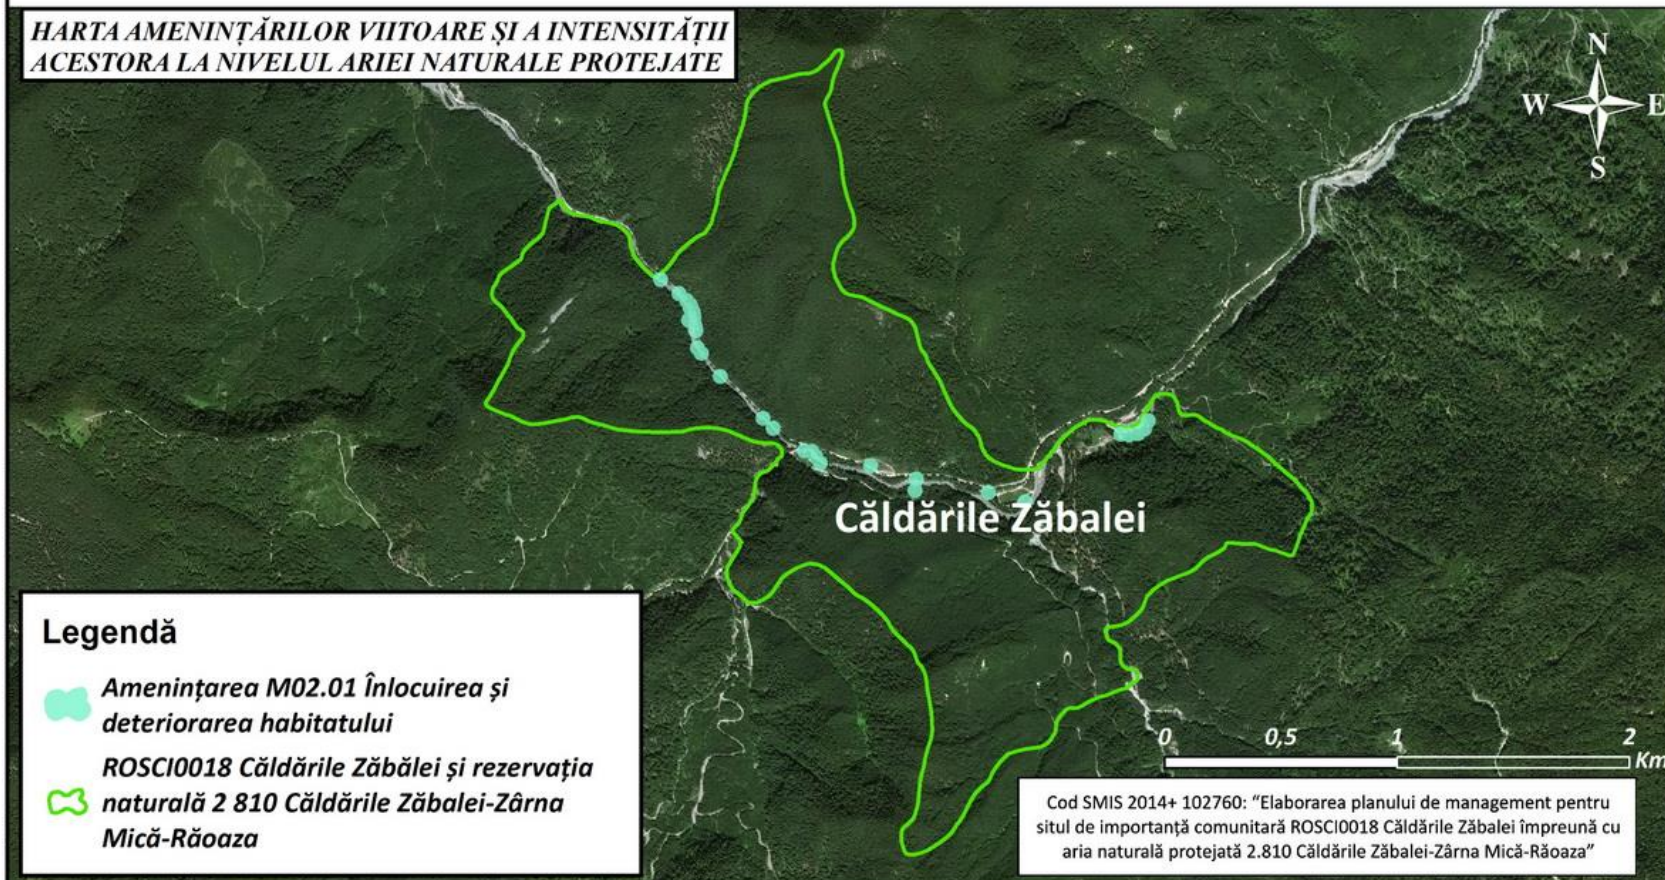 HARTA AMENINȚĂRILOR VIITOARE ȘI A INTENSITĂȚII
ACESTORA LA NIVELUL ARIEI NATURALE PROTEJATE
N
W E
S
Căldările Zăbalei
Legendă
Amenințarea M02.01 Înlocuirea și
deteriorarea habitatului
ROSCI0018 Căldările Zăbălei și rezervația
naturală 2 810 Căldările Zăbalei-Zârna
Mică-Răoaza
0 0,5 1 2
Km
Cod SMIS 2014+ 102760: “Elaborarea planului de management pentru
situl de importanță comunitară ROSCI0018 Căldările Zăbalei împreună cu
aria naturală protejată 2.810 Căldările Zăbalei-Zârna Mică-Răoaza”